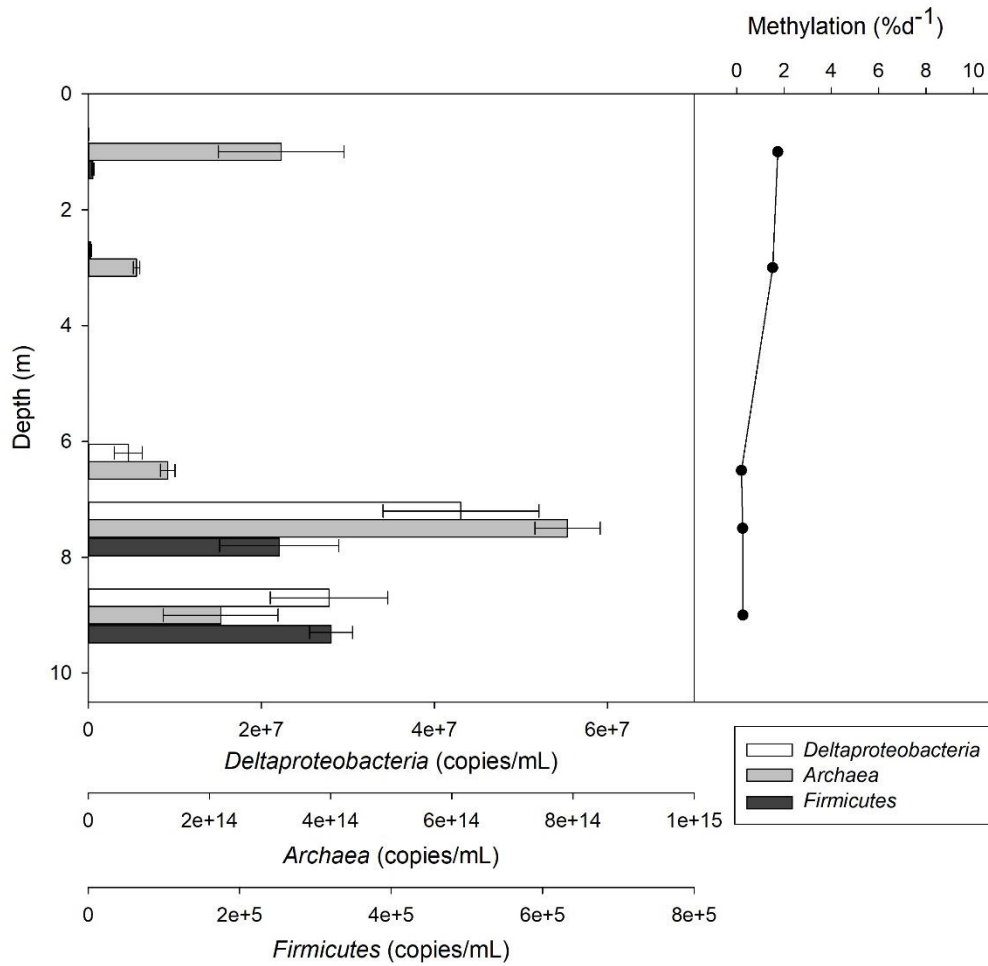 Methylation (%d⁻¹)
0 2 4 6 8 10
0
2
4
6
8
10
Depth (m)
0 2e+7 4e+7 6e+7
Deltaproteobacteria (copies/mL)
0 2e+14 4e+14 6e+14 8e+14 1e+15
Archaea (copies/mL)
0 2e+5 4e+5 6e+5 8e+5
Firmicutes (copies/mL)
Deltaproteobacteria
Archaea
Firmicutes